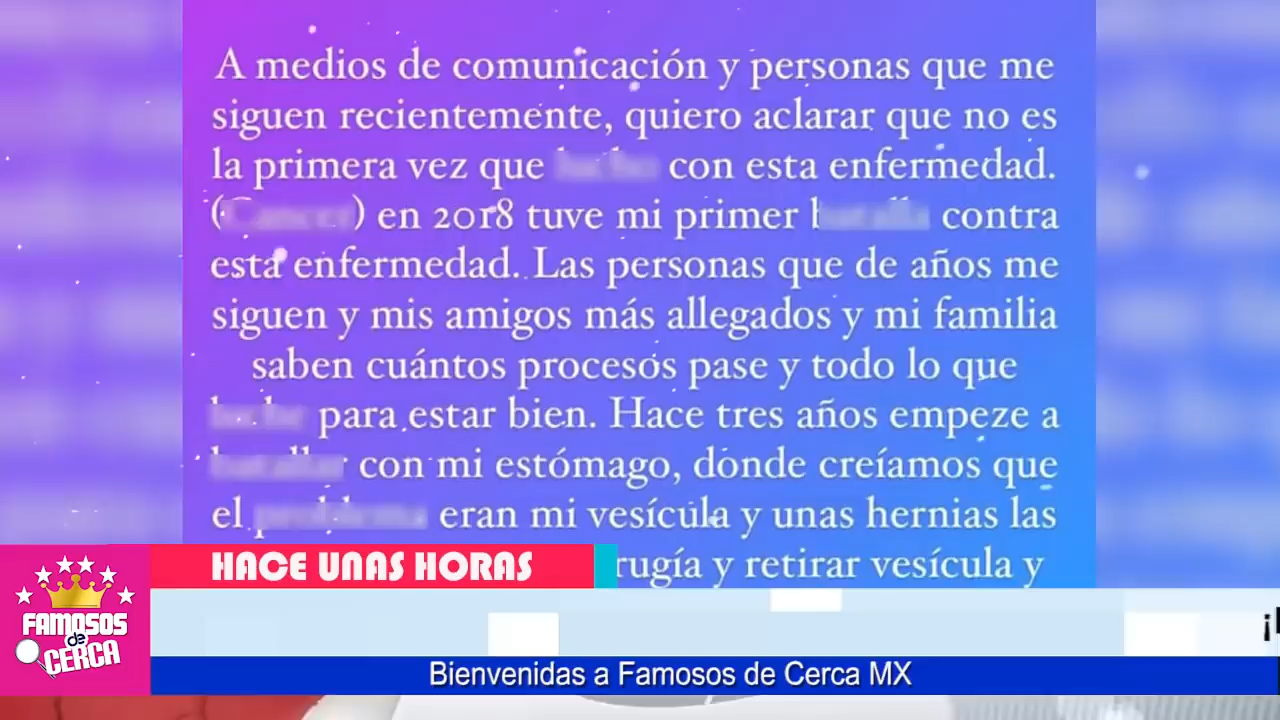 A medios de comunicación y personas que me
siguen recientemente, quiero aclarar que no es
la primera vez que con esta enfermedad.
( ) en 2018 tuve mi primer contra
esta enfermedad. Las personas que de años me
siguen y mis amigos más allegados y mi familia
saben cuántos procesos pase y todo lo que
para estar bien. Hace tres años empeze a
con mi estómago, donde creíamos que
el eran mi vesícula y unas hernias las
rugía y retirar vesícula y
HACE UNAS HORAS
FAMOSOS
de
CERCA
Bienvenidas a Famosos de Cerca MX